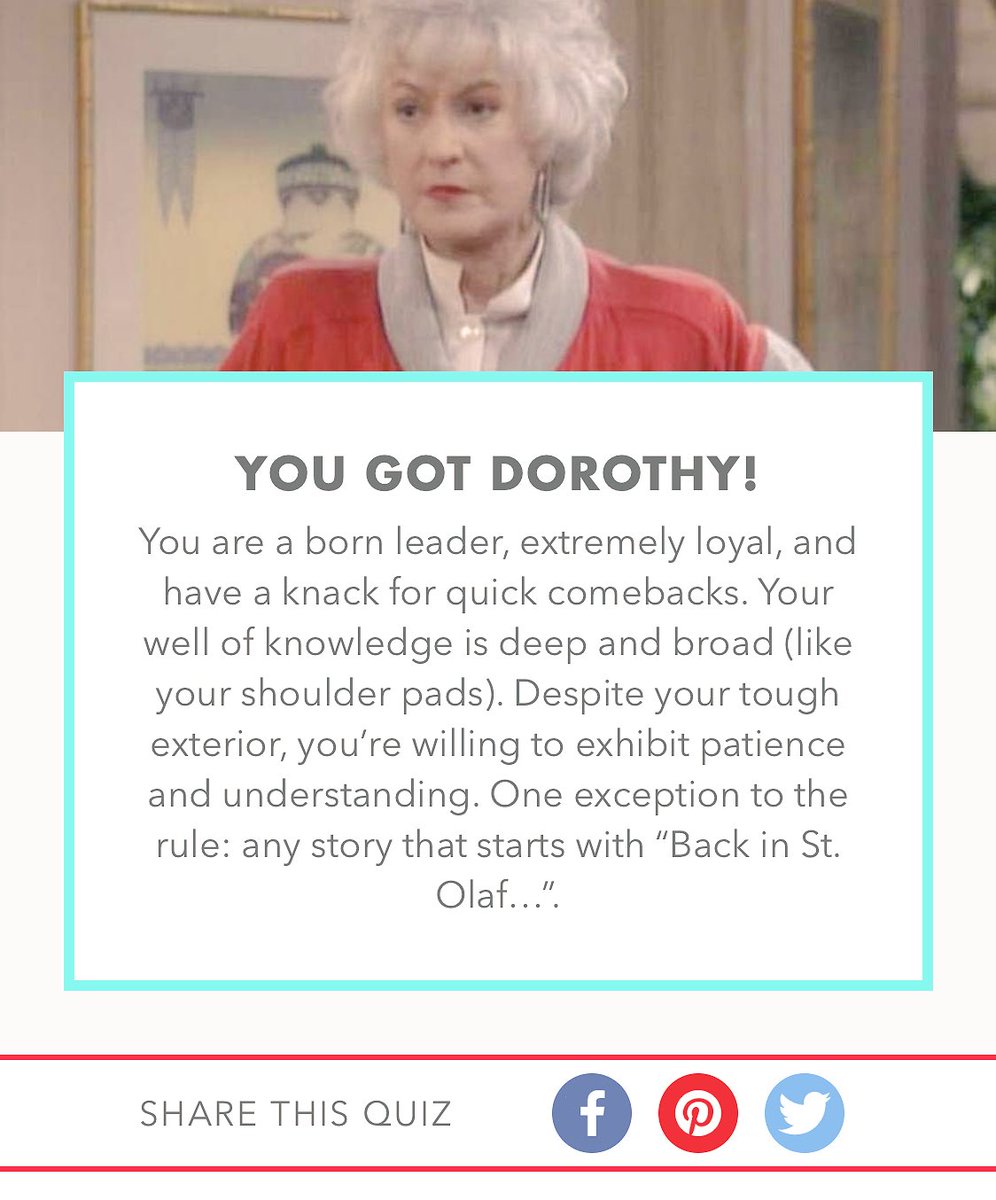 YOU GOT DOROTHY!
You are a born leader, extremely loyal, and
have a knack for quick comebacks. Your
well of knowledge is deep and broad (like
your shoulder pads). Despite your tough
exterior, you’re willing to exhibit patience
and understanding. One exception to the
rule: any story that starts with “Back in St.
Olaf…”.
SHARE THIS QUIZ